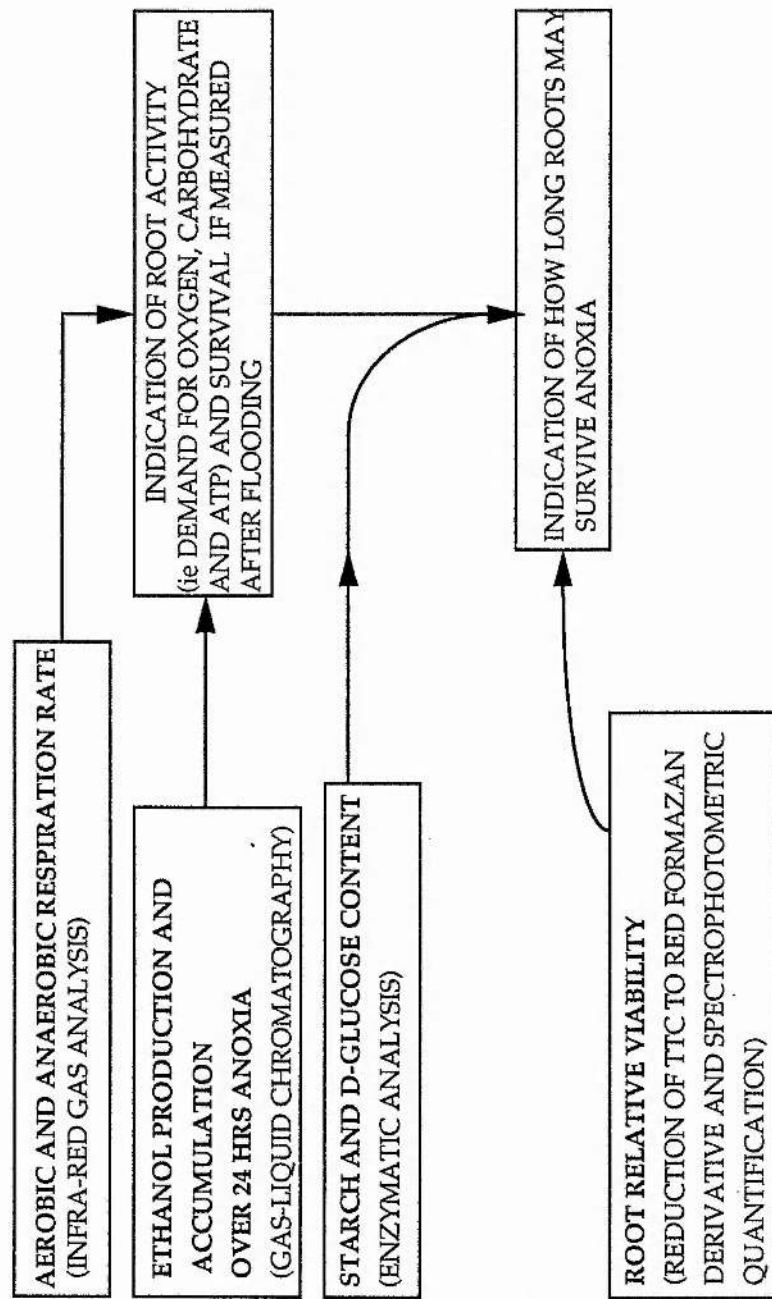 AEROBIC AND ANAEROBIC RESPIRATION RATE
(INFRA-RED GAS ANALYSIS)
ETHANOL PRODUCTION AND
ACCUMULATION
OVER 24 HRS ANOXIA
(GAS-LIQUID CHROMATOGRAPHY)
STARCH AND D-GLUCOSE CONTENT
(ENZYMATIC ANALYSIS)
ROOT RELATIVE VIABILITY
(REDUCTION OF TTC TO RED FORMAZAN
DERIVATIVE AND SPECTROPHOTOMETRIC
QUANTIFICATION)
INDICATION OF ROOT ACTIVITY
(ie DEMAND FOR OXYGEN, CARBOHYDRATE
AND ATP) AND SURVIVAL IF MEASURED
AFTER FLOODING
INDICATION OF HOW LONG ROOTS MAY
SURVIVE ANOXIA